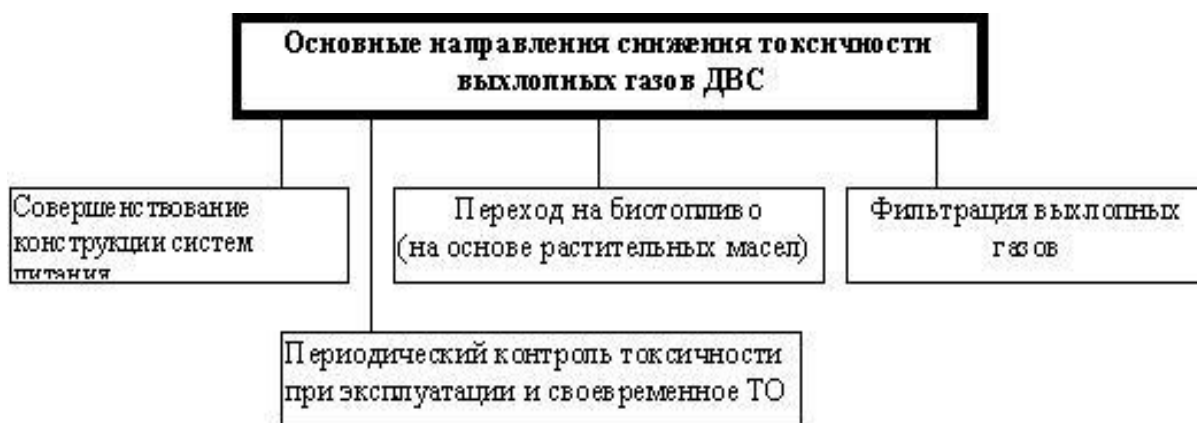 Основные направления снижения токсичности
выхлопных газов ДВС
Совершенствование
конструкции систем
питания
Переход на биотопливо
(на основе растительных масел)
Фильтрация выхлопных
газов
Периодический контроль токсичности
при эксплуатации и своевременное ТО